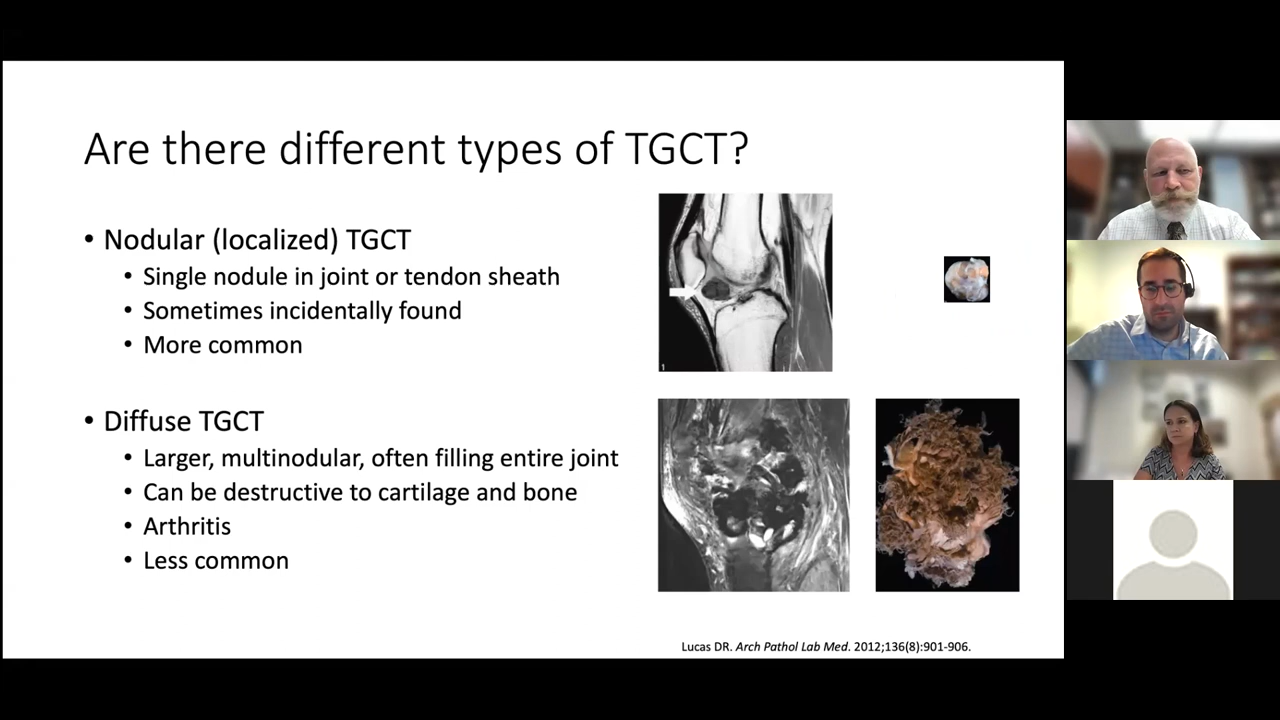 Are there different types of TGCT?
• Nodular (localized) TGCT
• Single nodule in joint or tendon sheath
• Sometimes incidentally found
• More common
• Diffuse TGCT
• Larger, multinodular, often filling entire joint
• Can be destructive to cartilage and bone
• Arthritis
• Less common
Lucas DR. Arch Pathol Lab Med. 2012;136(8):901-906.